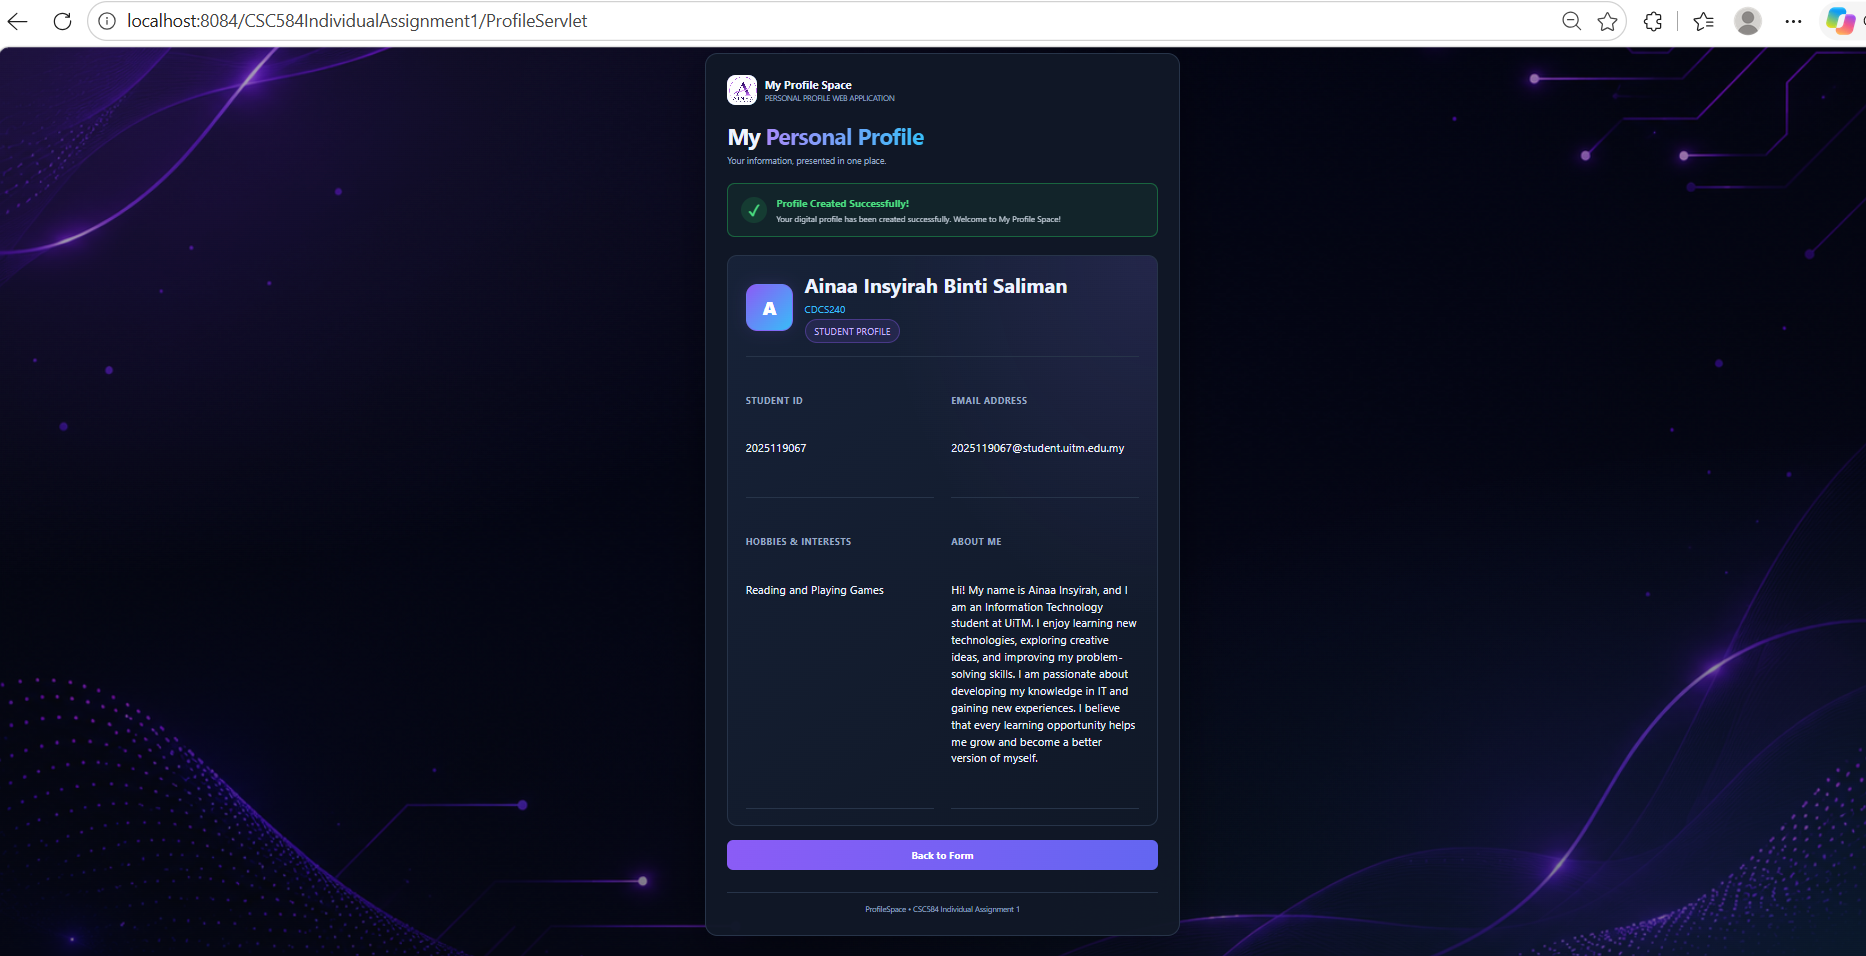 localhost:8084/CSC584IndividualAssignment1/ProfileServlet
My Profile Space
PERSONAL PROFILE WEB APPLICATION
My Personal Profile
Your information, presented in one place.
Profile Created Successfully!
Your digital profile has been created successfully. Welcome to My Profile Space!
A
Ainaa Insyirah Binti Saliman
CDCS240
STUDENT PROFILE
STUDENT ID
2025119067
EMAIL ADDRESS
2025119067@student.uitm.edu.my
HOBBIES & INTERESTS
Reading and Playing Games
ABOUT ME
Hi! My name is Ainaa Insyirah, and I
am an Information Technology
student at UiTM. I enjoy learning new
technologies, exploring creative
ideas, and improving my problem-
solving skills. I am passionate about
developing my knowledge in IT and
gaining new experiences. I believe
that every learning opportunity helps
me grow and become a better
version of myself.
Back to Form
ProfileSpace • CSC584 Individual Assignment 1